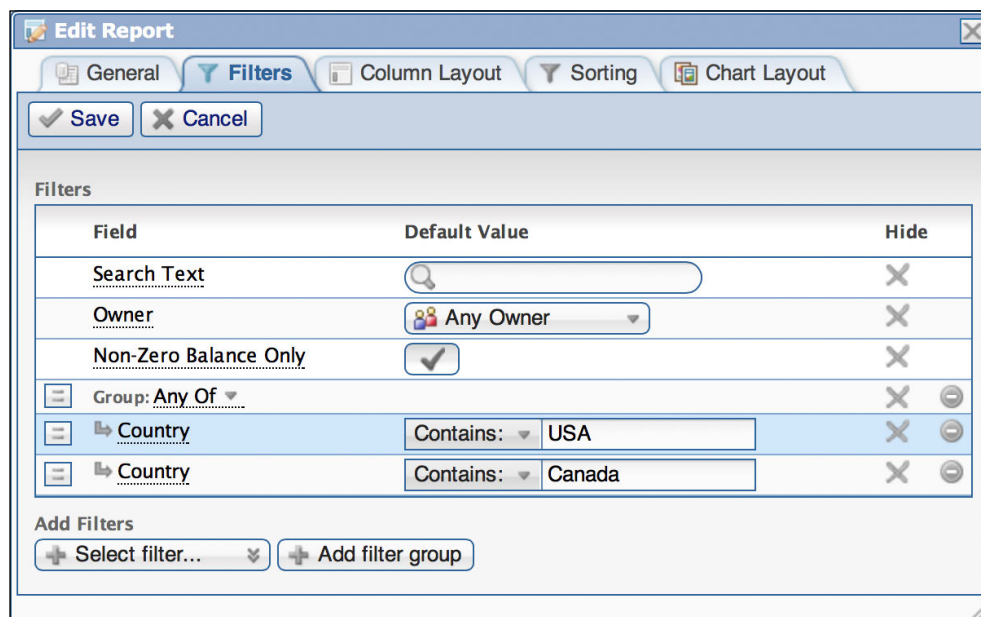 Edit Report
General Filters Column Layout Sorting Chart Layout
Save Cancel
Filters
Field Default Value Hide
Search Text
Owner Any Owner
Non-Zero Balance Only
Group: Any Of
Country Contains: USA
Country Contains: Canada
Add Filters
Select filter... Add filter group